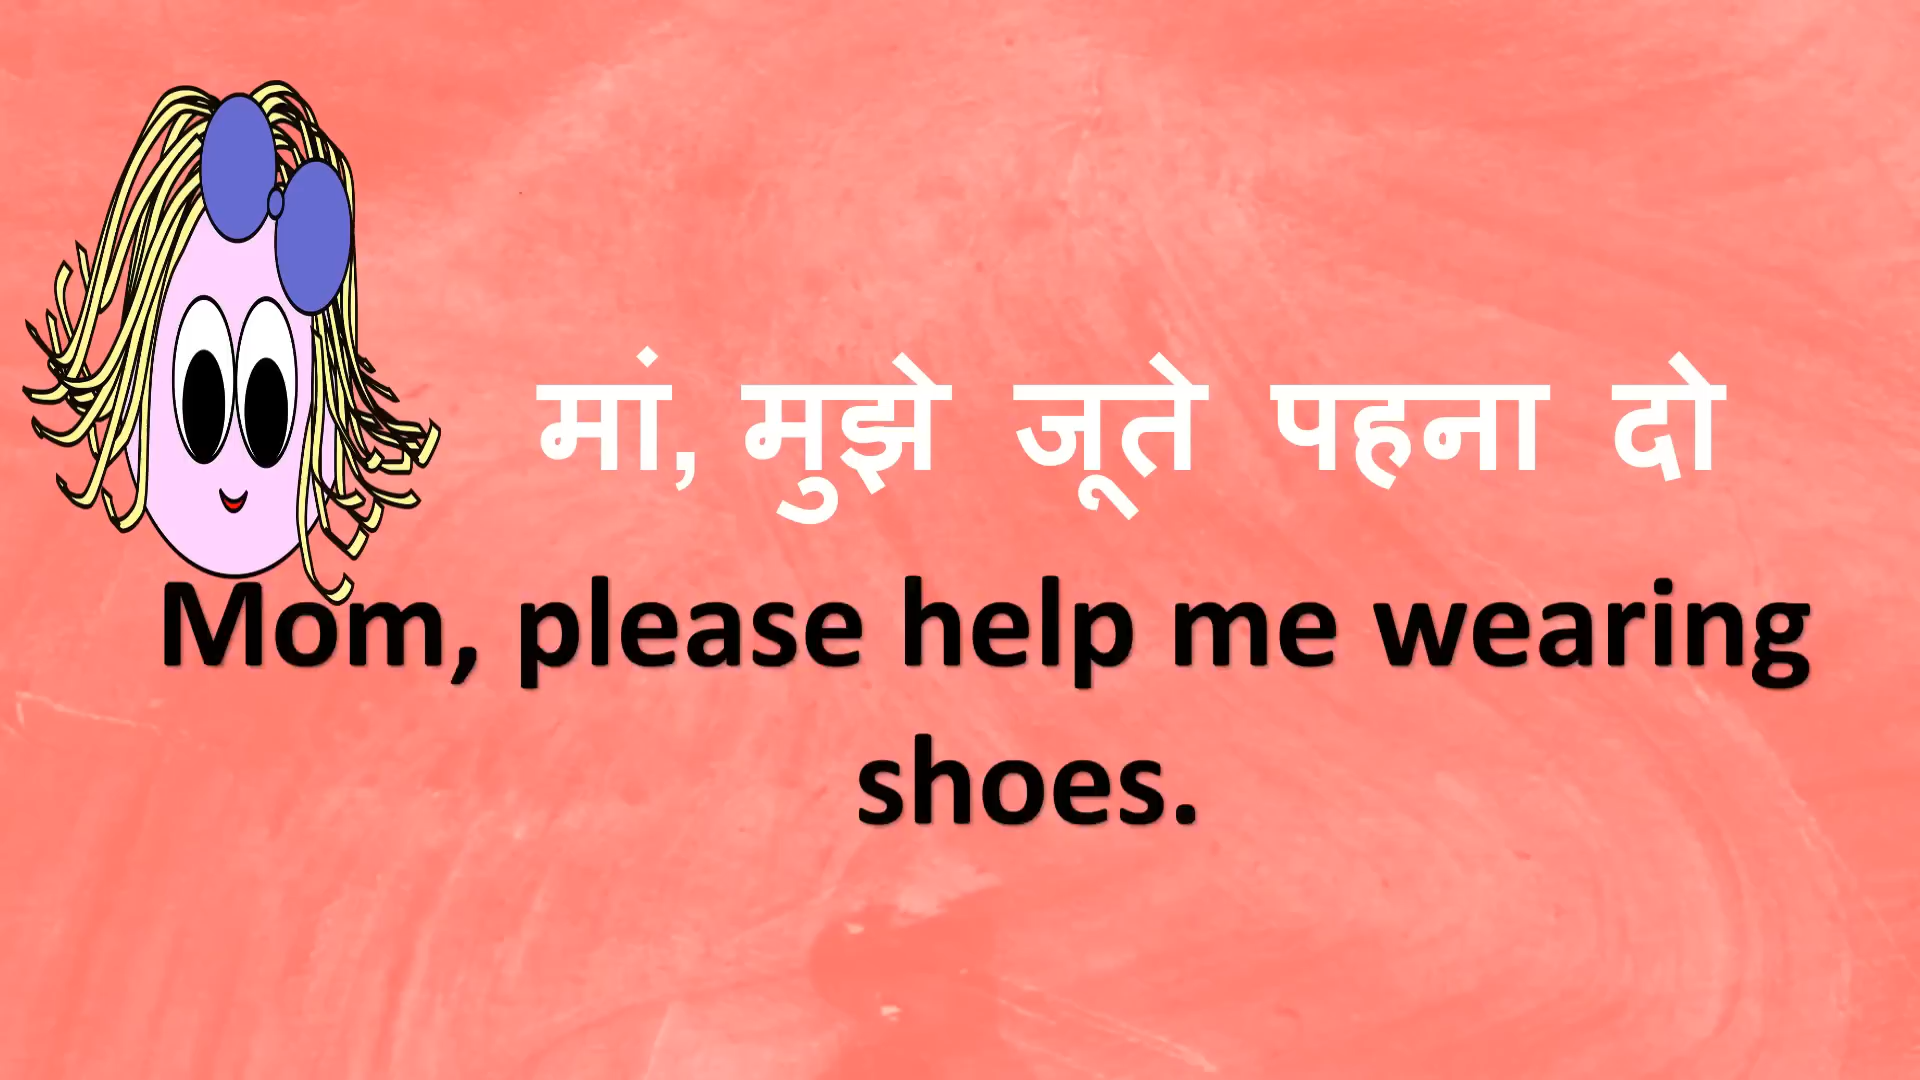 मां, मुझे जूते पहना दो
Mom, please help me wearing
shoes.